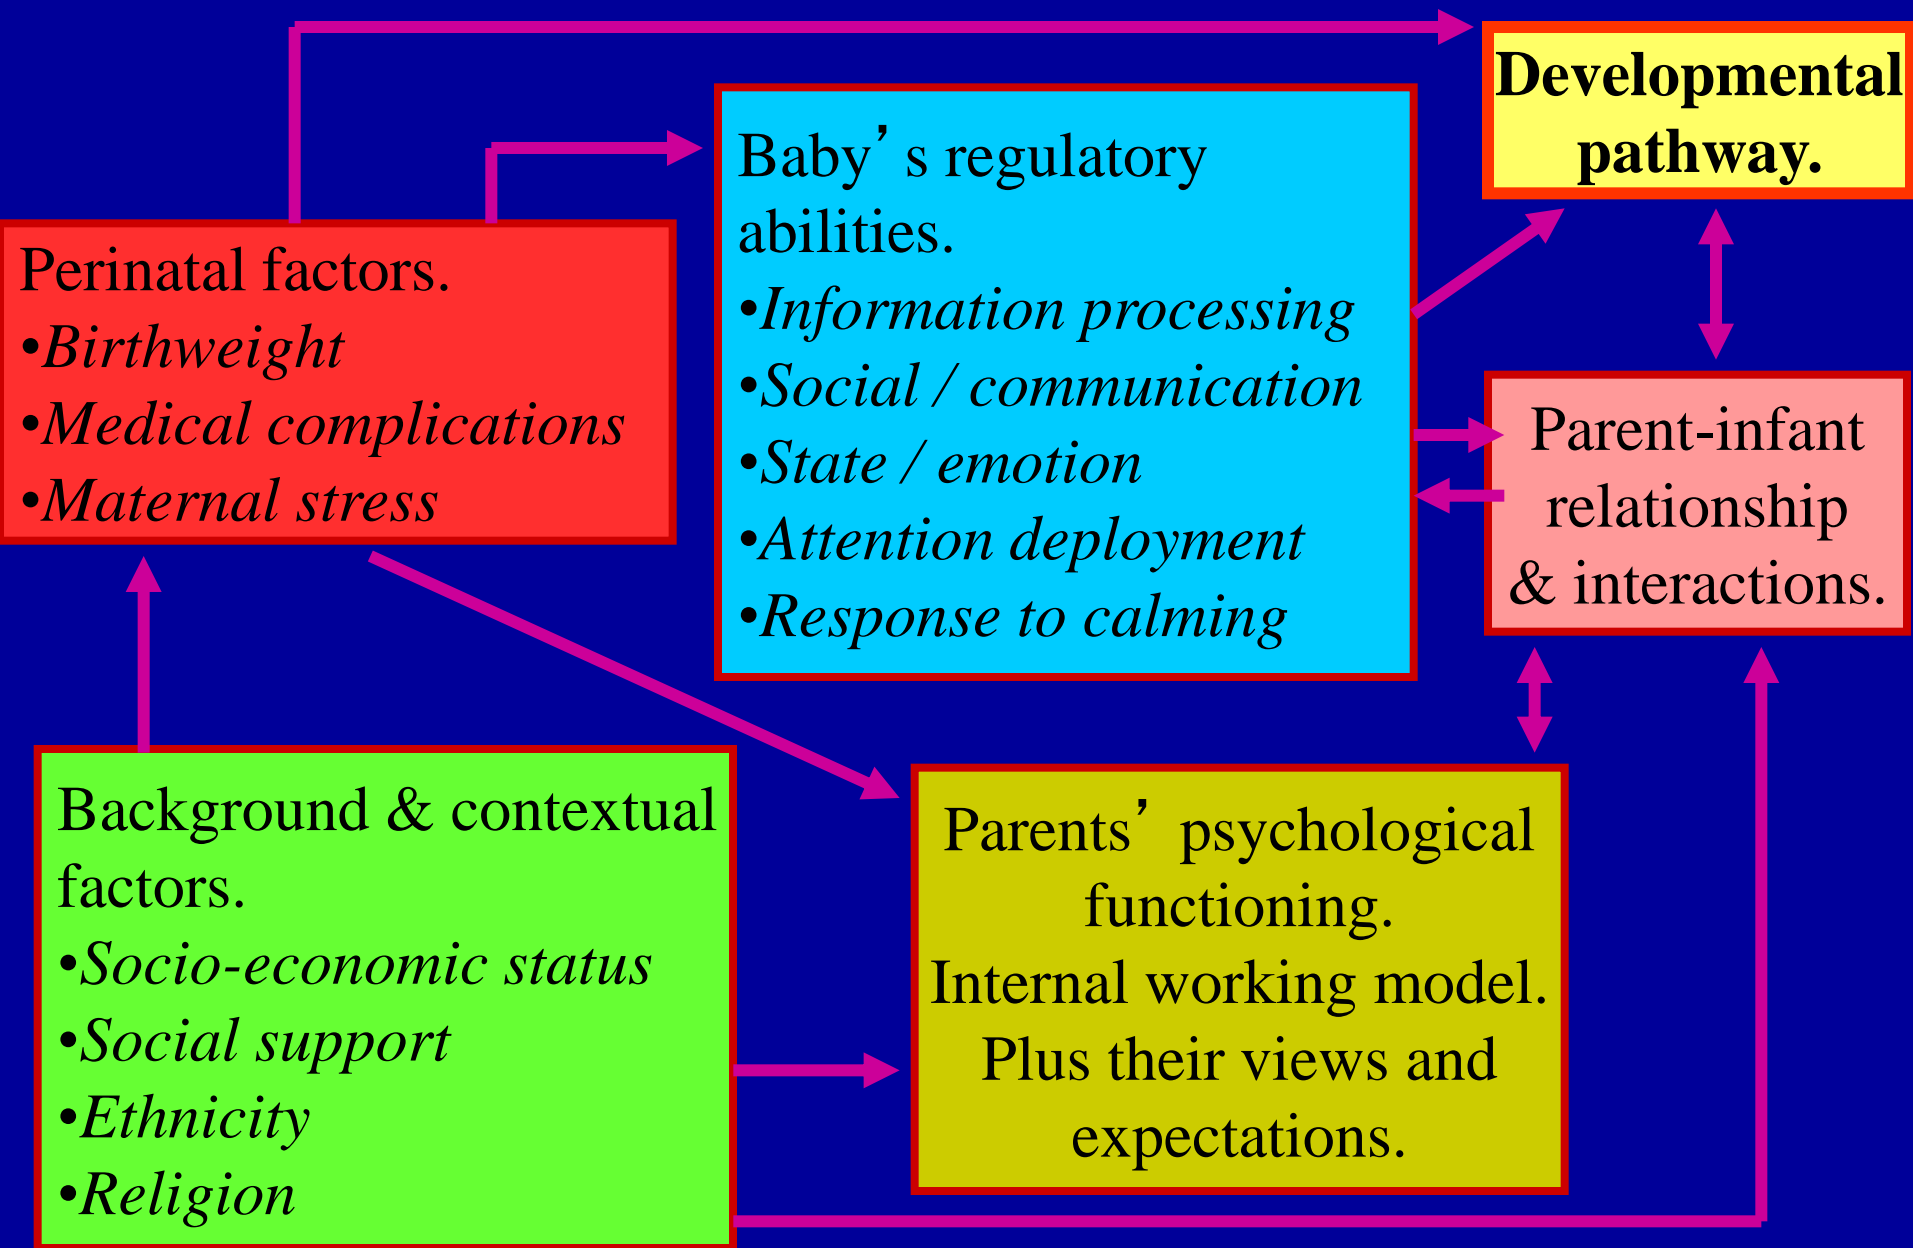 Developmental
pathway.
Baby’s regulatory
abilities.
•Information processing
•Social / communication
•State / emotion
•Attention deployment
•Response to calming
Perinatal factors.
•Birthweight
•Medical complications
•Maternal stress
Parent-infant
relationship
& interactions.
Background & contextual
factors.
•Socio-economic status
•Social support
•Ethnicity
•Religion
Parents’ psychological
functioning.
Internal working model.
Plus their views and
expectations.